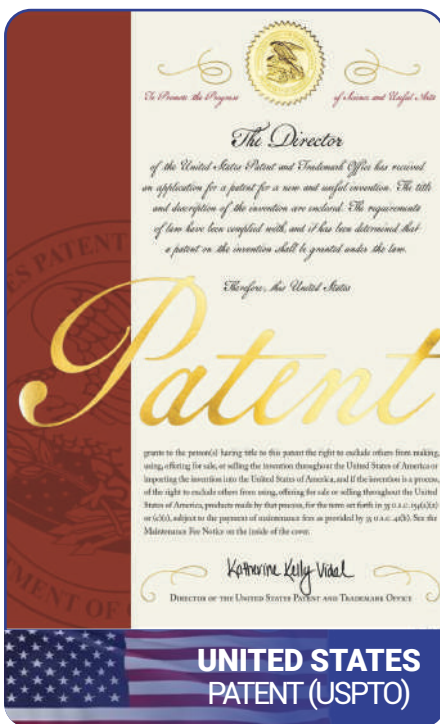 To Promote the Progress
of Science and Useful Arts
The Director
of the United States Patent and Trademark Office has received
an application for a patent for a new and useful invention. The title
and description of the invention are enclosed. The requirements
of law have been complied with, and it has been determined that
a patent on the invention shall be granted under the law.
Therefore, this United States
Patent
grants to the person(s) having title to this patent the right to exclude others from making,
using, offering for sale, or selling the invention throughout the United States of America or
importing the invention into the United States of America, and if the invention is a process,
of the right to exclude others from using, offering for sale or selling throughout the United
States of America, products made by that process, for the term set forth in 35 U.S.C. 154(a)(2)
or (c)(1), subject to the payment of maintenance fees as provided by 35 U.S.C. 41(b). See the
Maintenance Fee Notice on the inside of the cover.
Katherine Kelly Vidal
DIRECTOR OF THE UNITED STATES PATENT AND TRADEMARK OFFICE
ES PATENT
MENT OF
UNITED STATES
PATENT (USPTO)